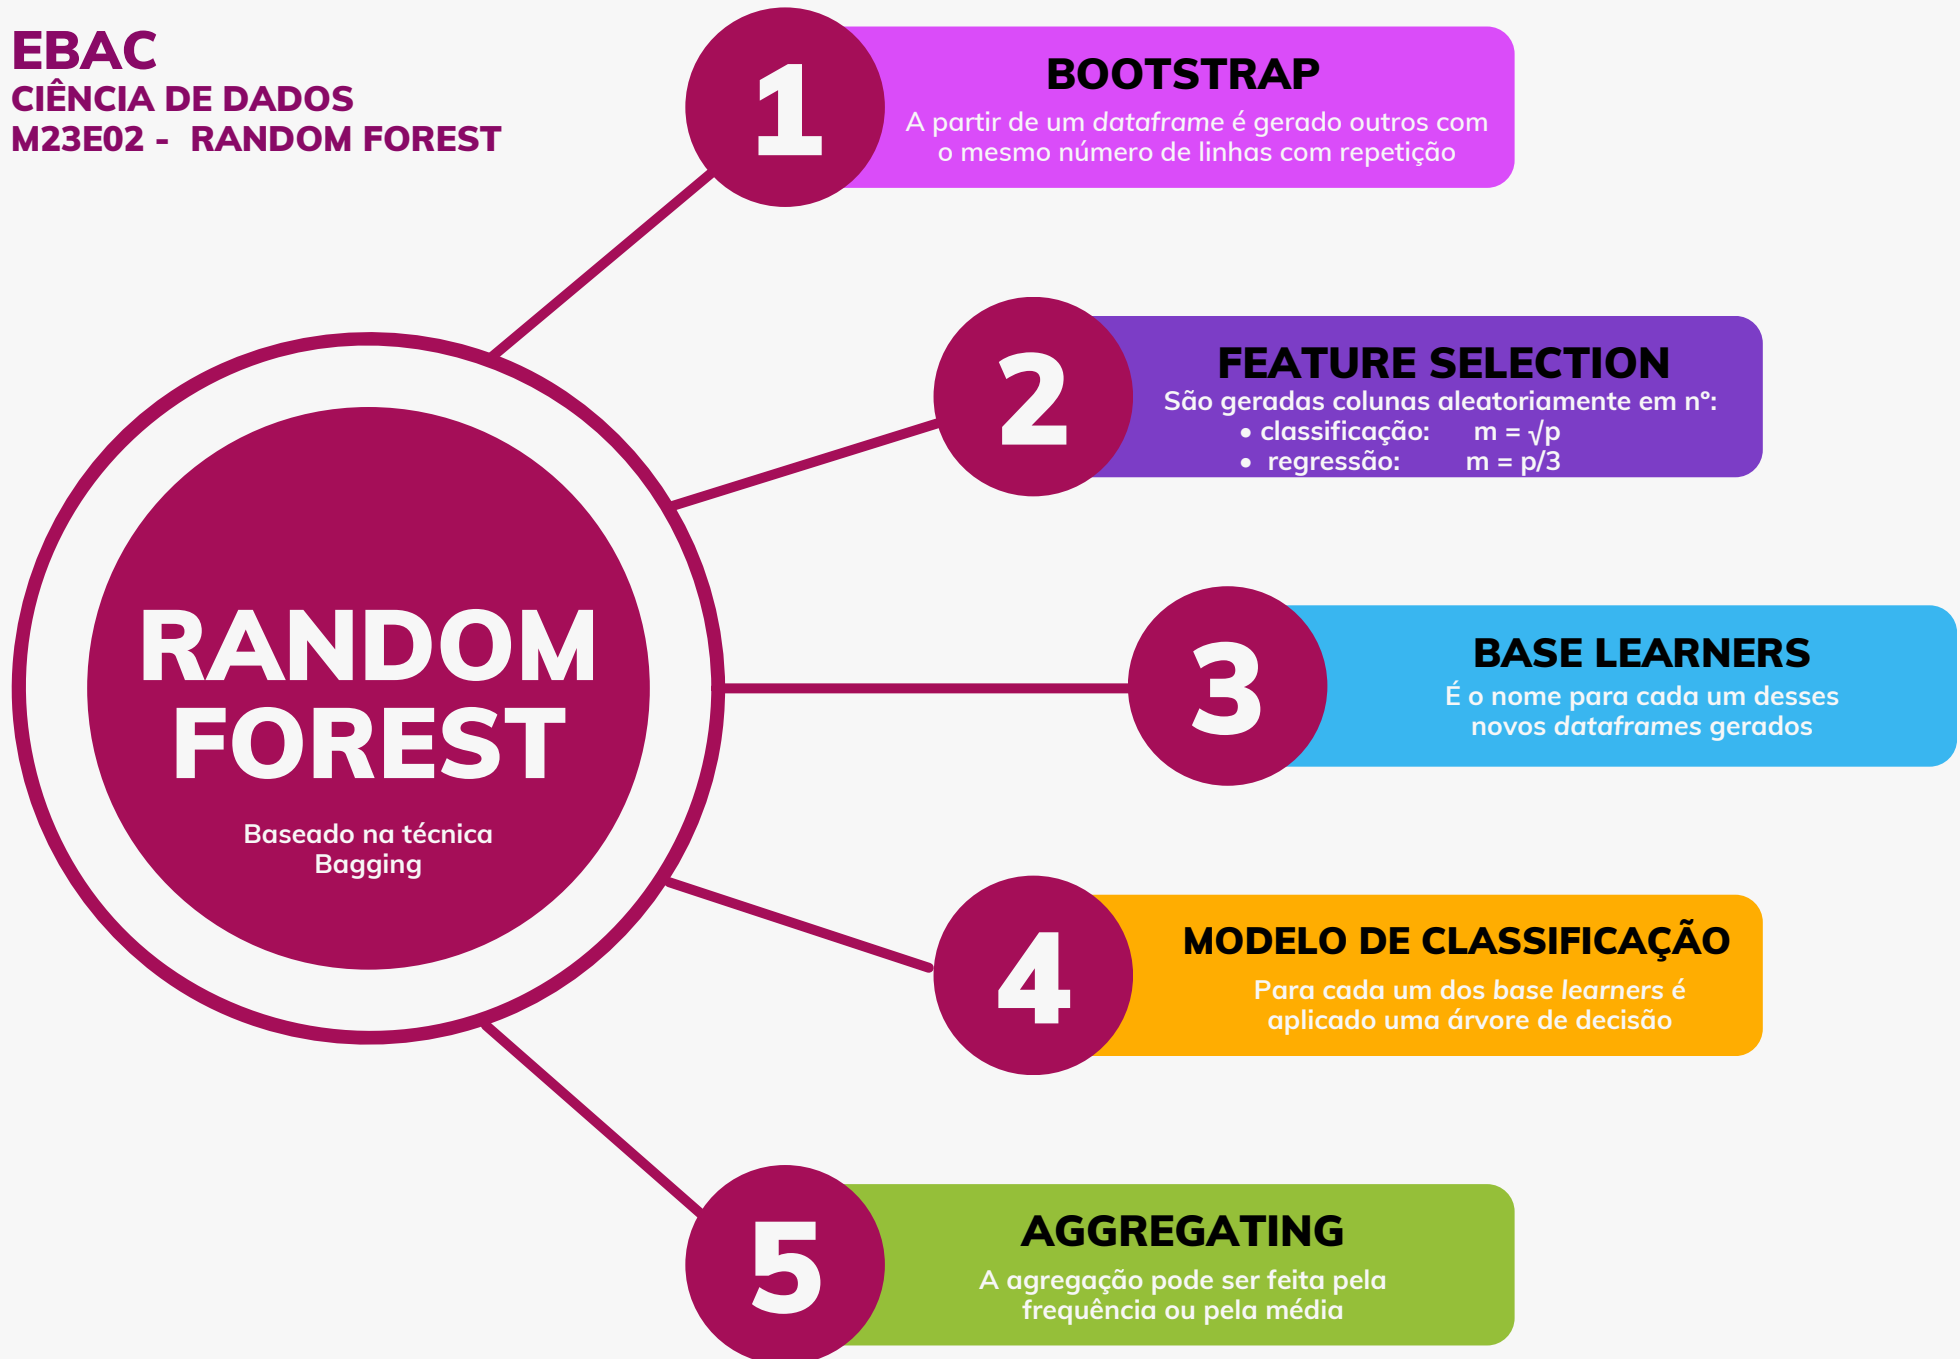 EBAC
CIÊNCIA DE DADOS
M23E02 - RANDOM FOREST
1
BOOTSTRAP
A partir de um dataframe é gerado outros com
o mesmo número de linhas com repetição
2
FEATURE SELECTION
São geradas colunas aleatoriamente em nº:
• classificação: m = √p
• regressão: m = p/3
3
BASE LEARNERS
É o nome para cada um desses
novos dataframes gerados
RANDOM
FOREST
Baseado na técnica
Bagging
4
MODELO DE CLASSIFICAÇÃO
Para cada um dos base learners é
aplicado uma árvore de decisão
5
AGGREGATING
A agregação pode ser feita pela
frequência ou pela média